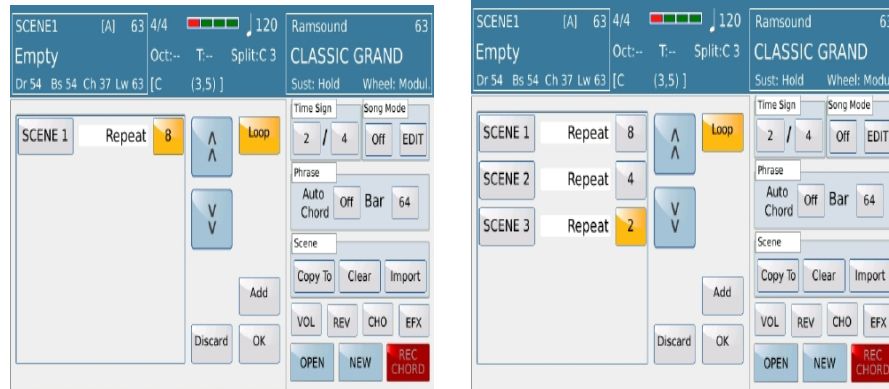 SCENE1 [A] 63 4/4 120 Ramsound 63
Empty Oct:-- T:-- Split:C 3 CLASSIC GRAND
Dr 54 Bs 54 Ch 37 Lw 63 [C (3,5) ] Sust: Hold Wheel: Modul.
Time Sign Song Mode
SCENE 1 Repeat 8 Loop 2 / 4 Off EDIT
Phrase
Auto Chord Off Bar 64
Scene
Copy To Clear Import
Add
VOL REV CHO EFX
Discard OK
OPEN NEW REC CHORD
SCENE1 [A] 63 4/4 120 Ramsound 63
Empty Oct:-- T:-- Split:C 3 CLASSIC GRAND
Dr 54 Bs 54 Ch 37 Lw 63 [C (3,5) ] Sust: Hold Wheel: Modu
Time Sign Song Mode
SCENE 1 Repeat 8 Loop 2 / 4 Off EDIT
Phrase
SCENE 2 Repeat 4 Auto Chord Off Bar 64
SCENE 3 Repeat 2
Scene
Copy To Clear Import
Add
VOL REV CHO EFX
Discard OK
OPEN NEW REC CHORD